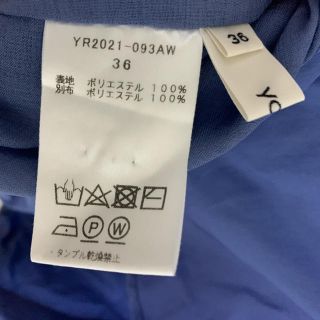 YR2021-093AW
36
表地 ポリエステル 100%
別布 ポリエステル 100%
P
W
・タンブル乾燥禁止
36
YO